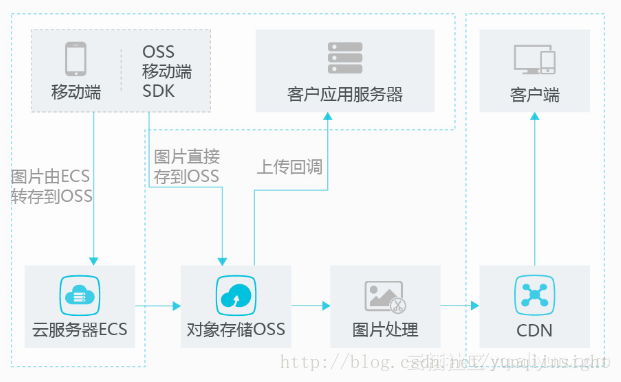 OSS
移动端
SDK
移动端
客户应用服务器
客户端
图片由ECS
转存到OSS
图片直接
存到OSS
上传回调
云服务器ECS
对象存储OSS
图片处理
CDN
http://blog.csdn.net/yunqiinsight